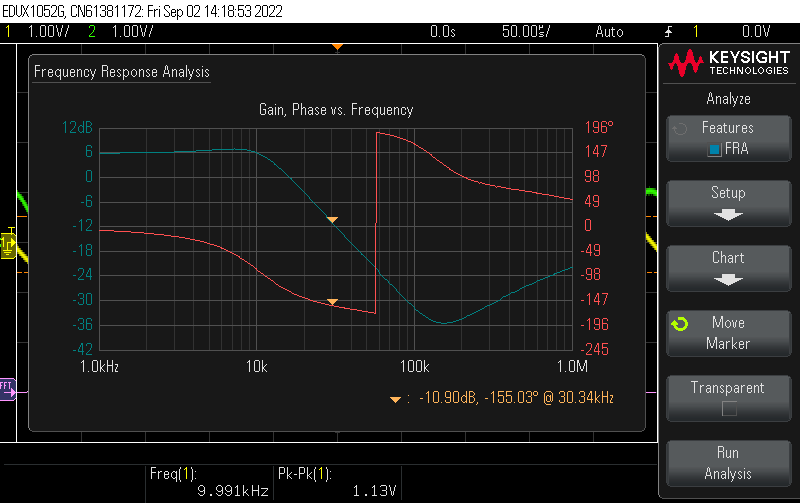 EDUX1052G, CN61381172: Fri Sep 02 14:18:53 2022
1 1.00V/ 2 1.00V/ 0.0s 50.00µs/ Auto 1 0.0V
Frequency Response Analysis
KEYSIGHT
TECHNOLOGIES
Analyze
Gain, Phase vs. Frequency
12dB 196°
6 147
0 98
-6 49
-12 0
-18 -49
-24 -98
-30 -147
-36 -196
-42 -245
1.0kHz 10k 100k 1.0M
-10.90dB, -155.03° @ 30.34kHz
T
FFT
Features
FRA
Setup
Chart
Move
Marker
Transparent
Run
Analysis
Freq(1):
9.991kHz
Pk-Pk(1):
1.13V